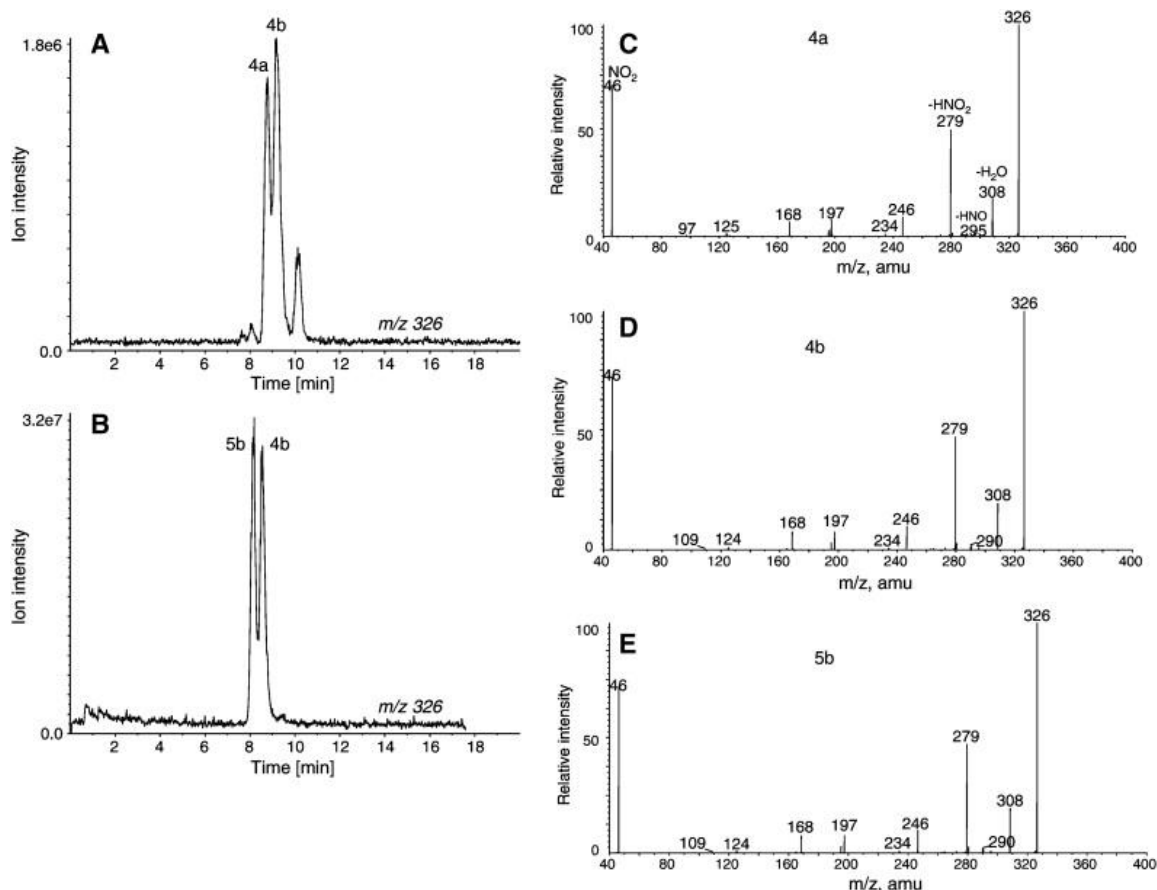 A
1.8e6
4b
4a
Ion intensity
m/z 326
0.0
2 4 6 8 10 12 14 16 18
Time [min]
B
3.2e7
5b 4b
Ion intensity
m/z 326
0.0
2 4 6 8 10 12 14 16 18
Time [min]
C
4a
100
326
NO2
46
Relative intensity
-HNO2
279
50
-H2O
308
-HNO
295
246
234
197
168
125
97
0
40 80 120 160 200 240 280 320 360 400
m/z, amu
D
4b
100
326
46
Relative intensity
50
279
308
290
246
234
197
168
124
109
0
40 80 120 160 200 240 280 320 360 400
m/z, amu
E
5b
100
326
46
Relative intensity
50
279
308
290
246
234
197
168
124
109
0
40 80 120 160 200 240 280 320 360 400
m/z, amu